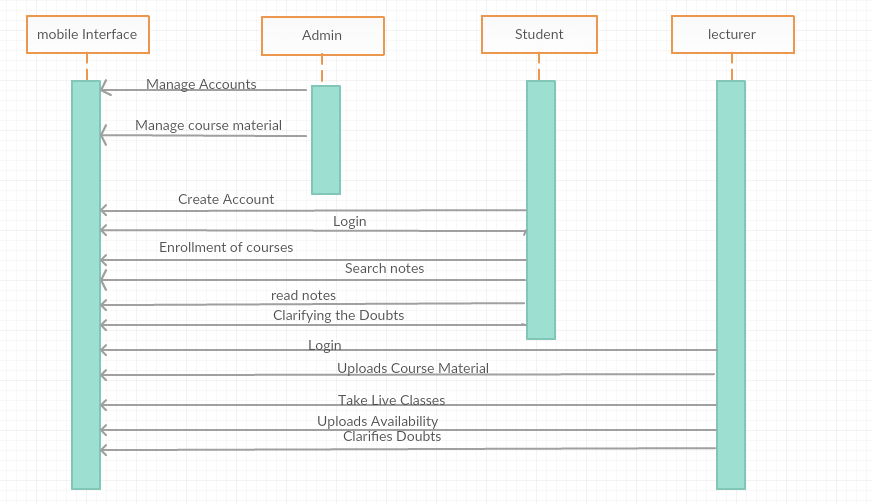 mobile Interface
Admin
Student
lecturer
Manage Accounts
Manage course material
Create Account
Login
Enrollment of courses
Search notes
read notes
Clarifying the Doubts
Login
Uploads Course Material
Take Live Classes
Uploads Availability
Clarifies Doubts